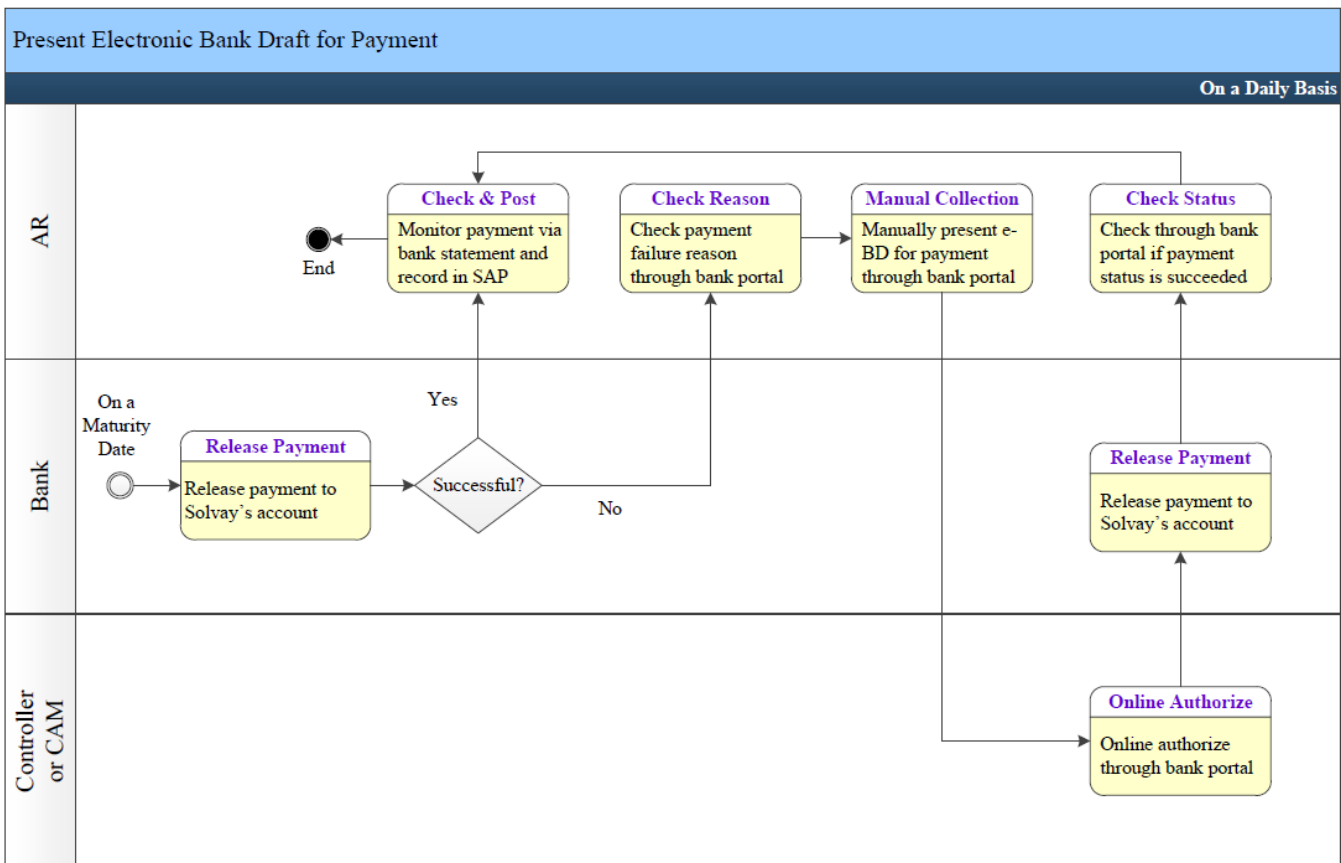 Present Electronic Bank Draft for Payment
On a Daily Basis
AR
Check & Post
Monitor payment via
bank statement and
record in SAP
End
Check Reason
Check payment
failure reason
through bank portal
Manual Collection
Manually present e-
BD for payment
through bank portal
Check Status
Check through bank
portal if payment
status is succeeded
Bank
On a
Maturity
Date
Release Payment
Release payment to
Solvay’s account
Successful?
Yes
No
Release Payment
Release payment to
Solvay’s account
Controller
or CAM
Online Authorize
Online authorize
through bank portal